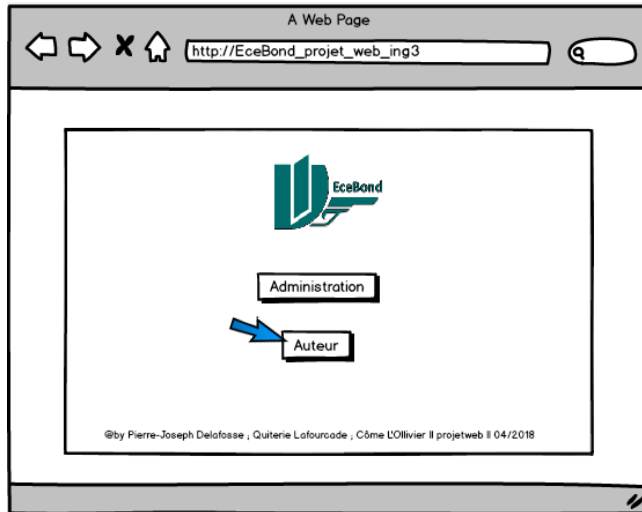 A Web Page
http://EceBond_projet_web_ing3
EceBond
Administration
Auteur
@by Pierre-Joseph Delafosse ; Quiterie Lafourcade ; Côme L'Ollivier II projetweb II 04/2018